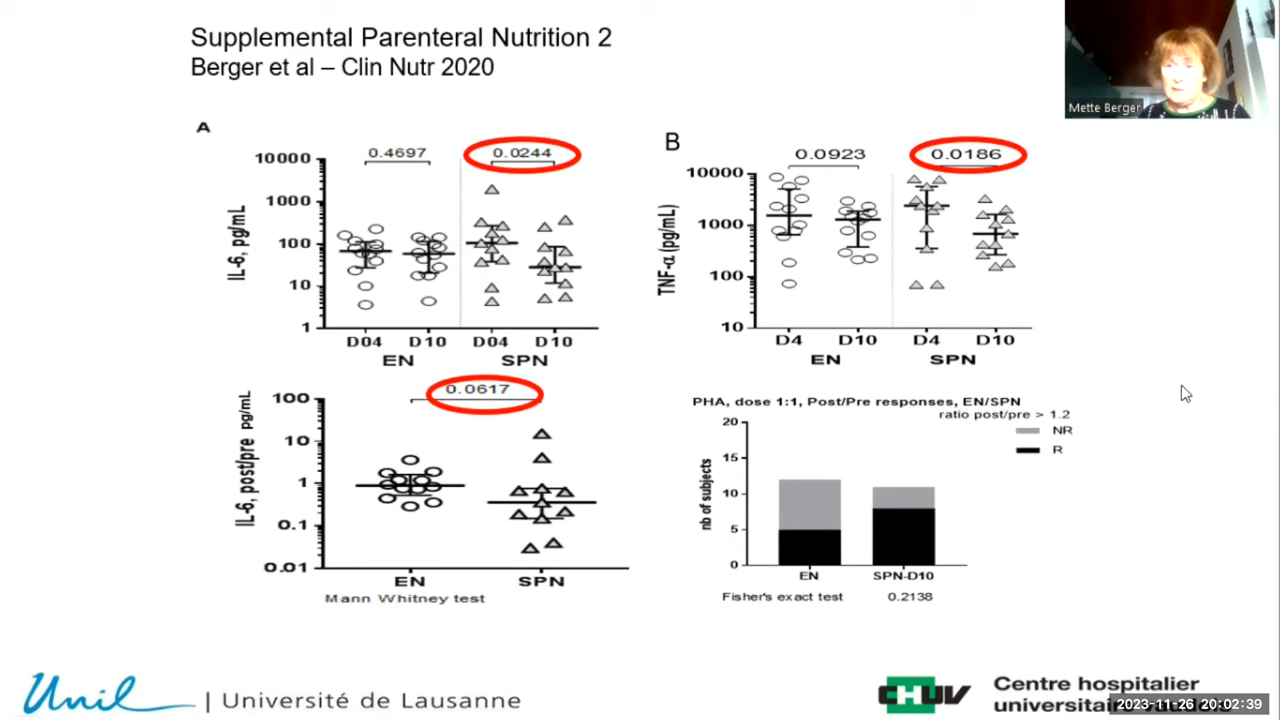 Supplemental Parenteral Nutrition 2
Berger et al – Clin Nutr 2020
Mette Berger
A
0.4697
0.0244
IL-6, pg/mL
10000
1000
100
10
1
D04
D10
D04
D10
EN
SPN
B
0.0923
0.0186
TNF-α (pg/mL)
10000
1000
100
10
D4
D10
D4
D10
EN
SPN
0.0617
IL-6, post/pre pg/mL
100
10
1
0.1
0.01
EN
SPN
Mann Whitney test
PHA, dose 1:1, Post/Pre responses, EN/SPN
ratio post/pre > 1.2
NR
R
nb of subjects
20
15
10
5
0
EN
SPN-D10
Fisher's exact test 0.2138
Unil
| Université de Lausanne
CHUV
Centre hospitalier
universitaire vaudois
2023-11-26 20:02:39